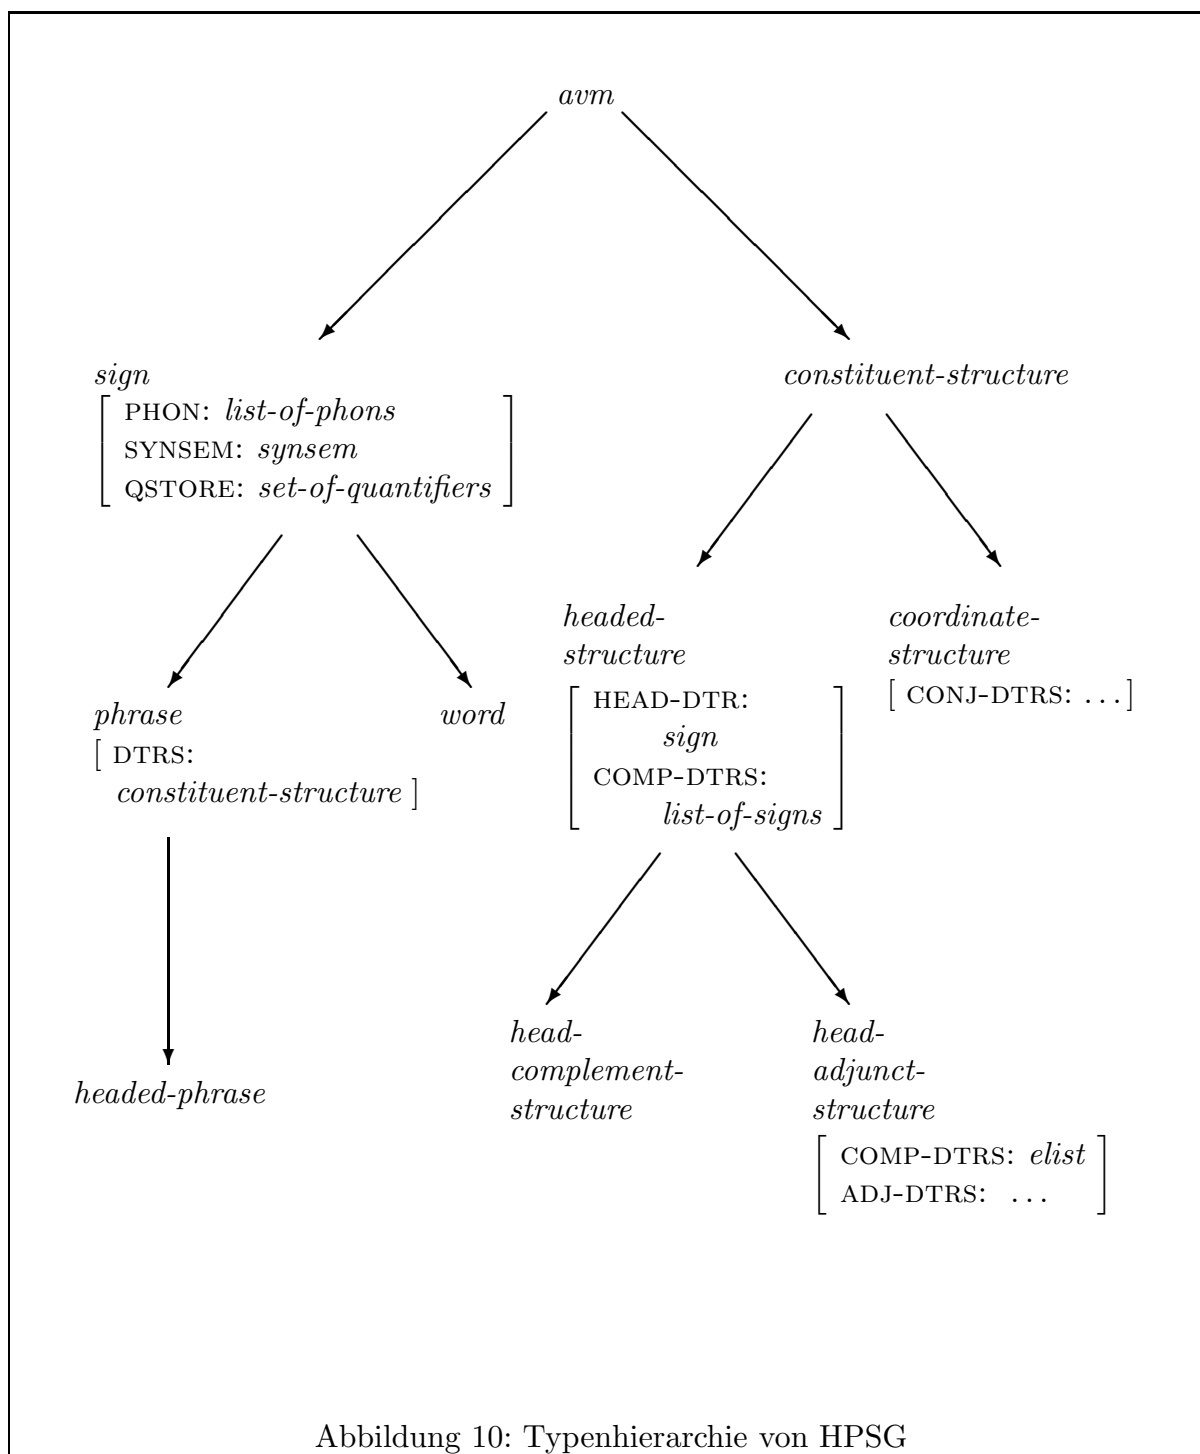 avm
sign
[ PHON: list-of-phons
SYNSEM: synsem
QSTORE: set-of-quantifiers ]
constituent-structure
phrase
[ DTRS:
constituent-structure ]
word
headed-
structure
[ HEAD-DTR:
sign
COMP-DTRS:
list-of-signs ]
coordinate-
structure
[ CONJ-DTRS: ... ]
headed-phrase
head-
complement-
structure
head-
adjunct-
structure
[ COMP-DTRS: elist
ADJ-DTRS: ... ]
Abbildung 10: Typenhierarchie von HPSG